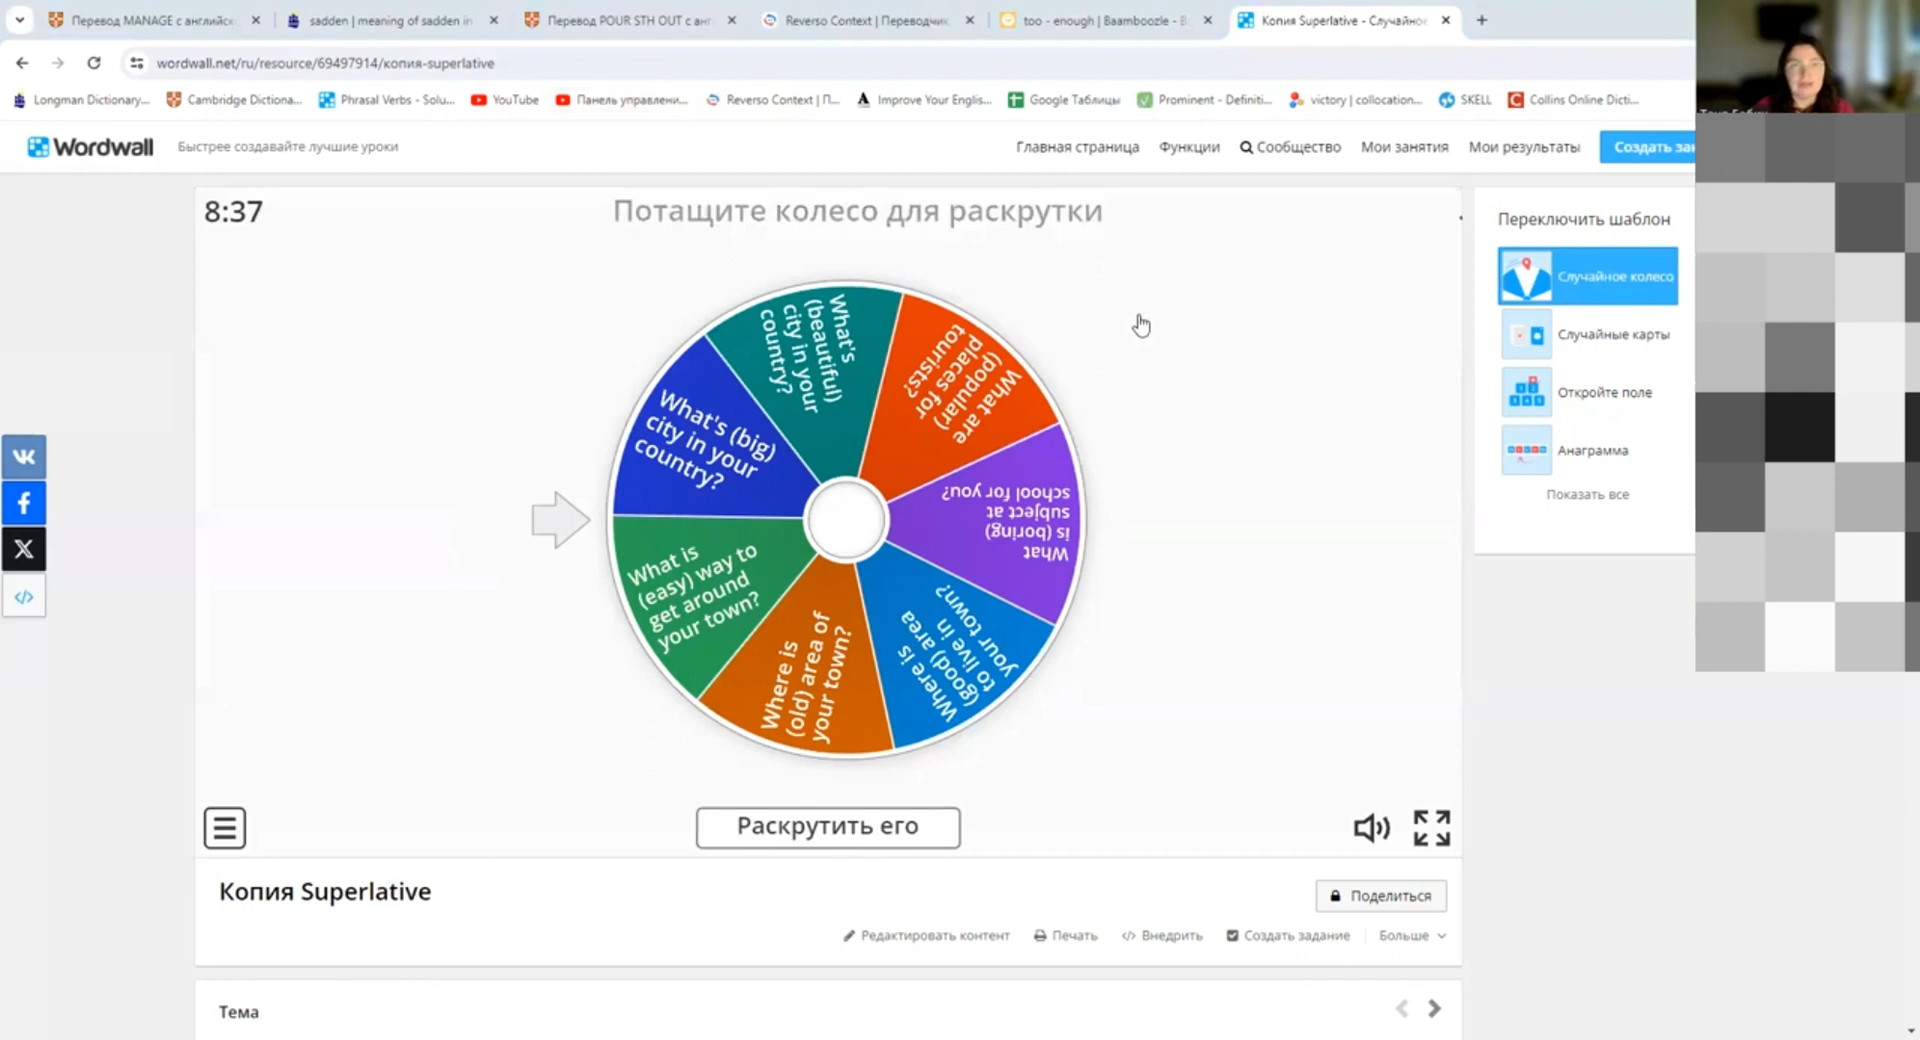 Перевод MANAGE с английск
sadden | meaning of sadden in
Перевод POUR STH OUT с анг
Reverso Context | Переводчик
too - enough | Baamboozle - B
Копия Superlative - Случайное
wordwall.net/ru/resource/69497914/копия-superlative
Longman Dictionary...
Cambridge Dictiona...
Phrasal Verbs - Solu...
YouTube
Панель управлени...
Reverso Context | П...
Improve Your Englis...
Google Таблицы
Prominent - Definiti...
victory | collocation...
SKELL
Collins Online Dicti...
Wordwall
Быстрее создавайте лучшие уроки
Главная страница
Функции
Сообщество
Мои занятия
Мои результаты
Создать зан
8:37
Потащите колесо для раскрутки
What's
(beautiful)
city in your
country?
What are
(popular)
places for
tourists?
What
is (boring)
subject at
school for you?
Where is
(good) area
to live in
your town?
Where is
(old) area of
your town?
What is
(easy) way to
get around
your town?
What's (big)
city in your
country?
Раскрутить его
Переключить шаблон
Случайное колесо
Случайные карты
Откройте поле
Анаграмма
Показать все
Копия Superlative
Поделиться
Редактировать контент
Печать
Внедрить
Создать задание
Больше
Тема